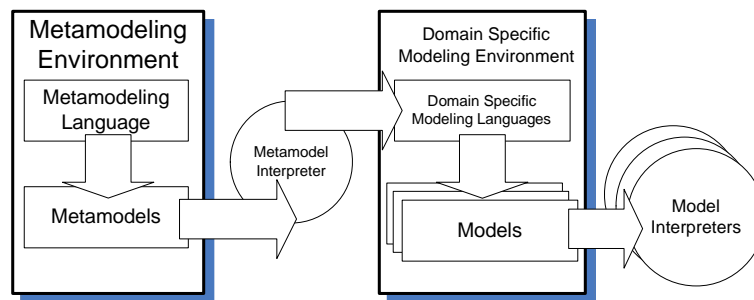 Metamodeling
Environment
Metamodeling
Language
Metamodels
Metamodel
Interpreter
Domain Specific
Modeling Environment
Domain Specific
Modeling Languages
Models
Model
Interpreters